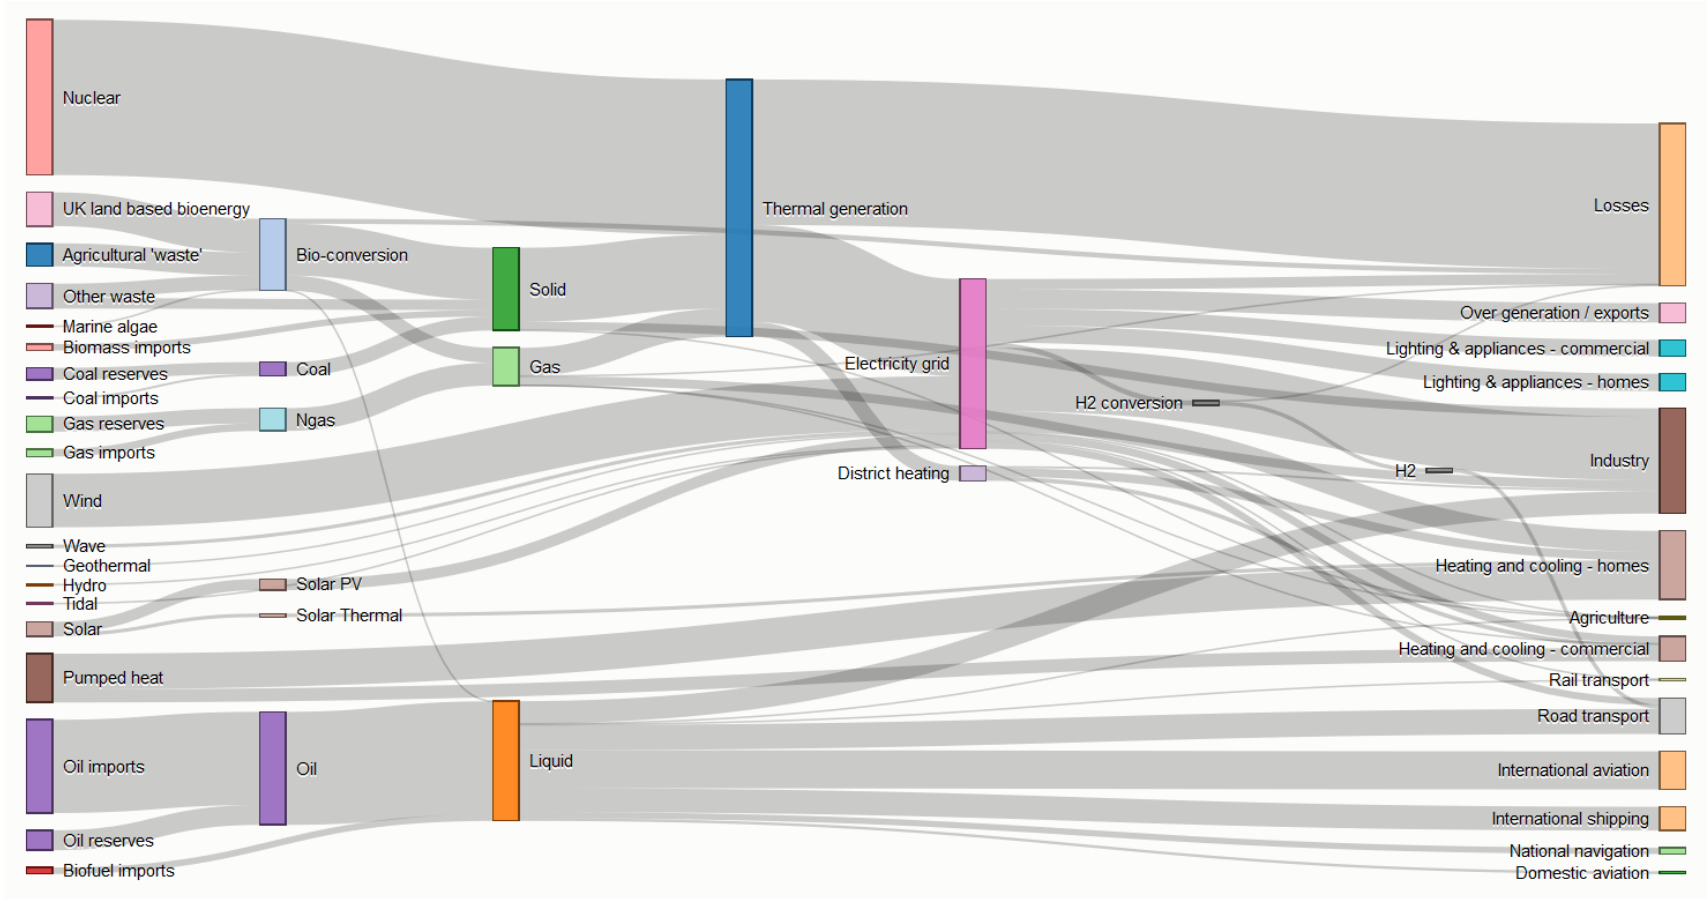 Nuclear
UK land based bioenergy
Agricultural 'waste'
Other waste
Marine algae
Biomass imports
Coal reserves
Coal imports
Gas reserves
Gas imports
Wind
Wave
Geothermal
Hydro
Tidal
Solar
Pumped heat
Oil imports
Oil reserves
Biofuel imports
Bio-conversion
Coal
Ngas
Solar PV
Solar Thermal
Oil
Solid
Gas
Liquid
Thermal generation
Electricity grid
District heating
H2 conversion
H2
Losses
Over generation / exports
Lighting & appliances - commercial
Lighting & appliances - homes
Industry
Heating and cooling - homes
Agriculture
Heating and cooling - commercial
Rail transport
Road transport
International aviation
International shipping
National navigation
Domestic aviation